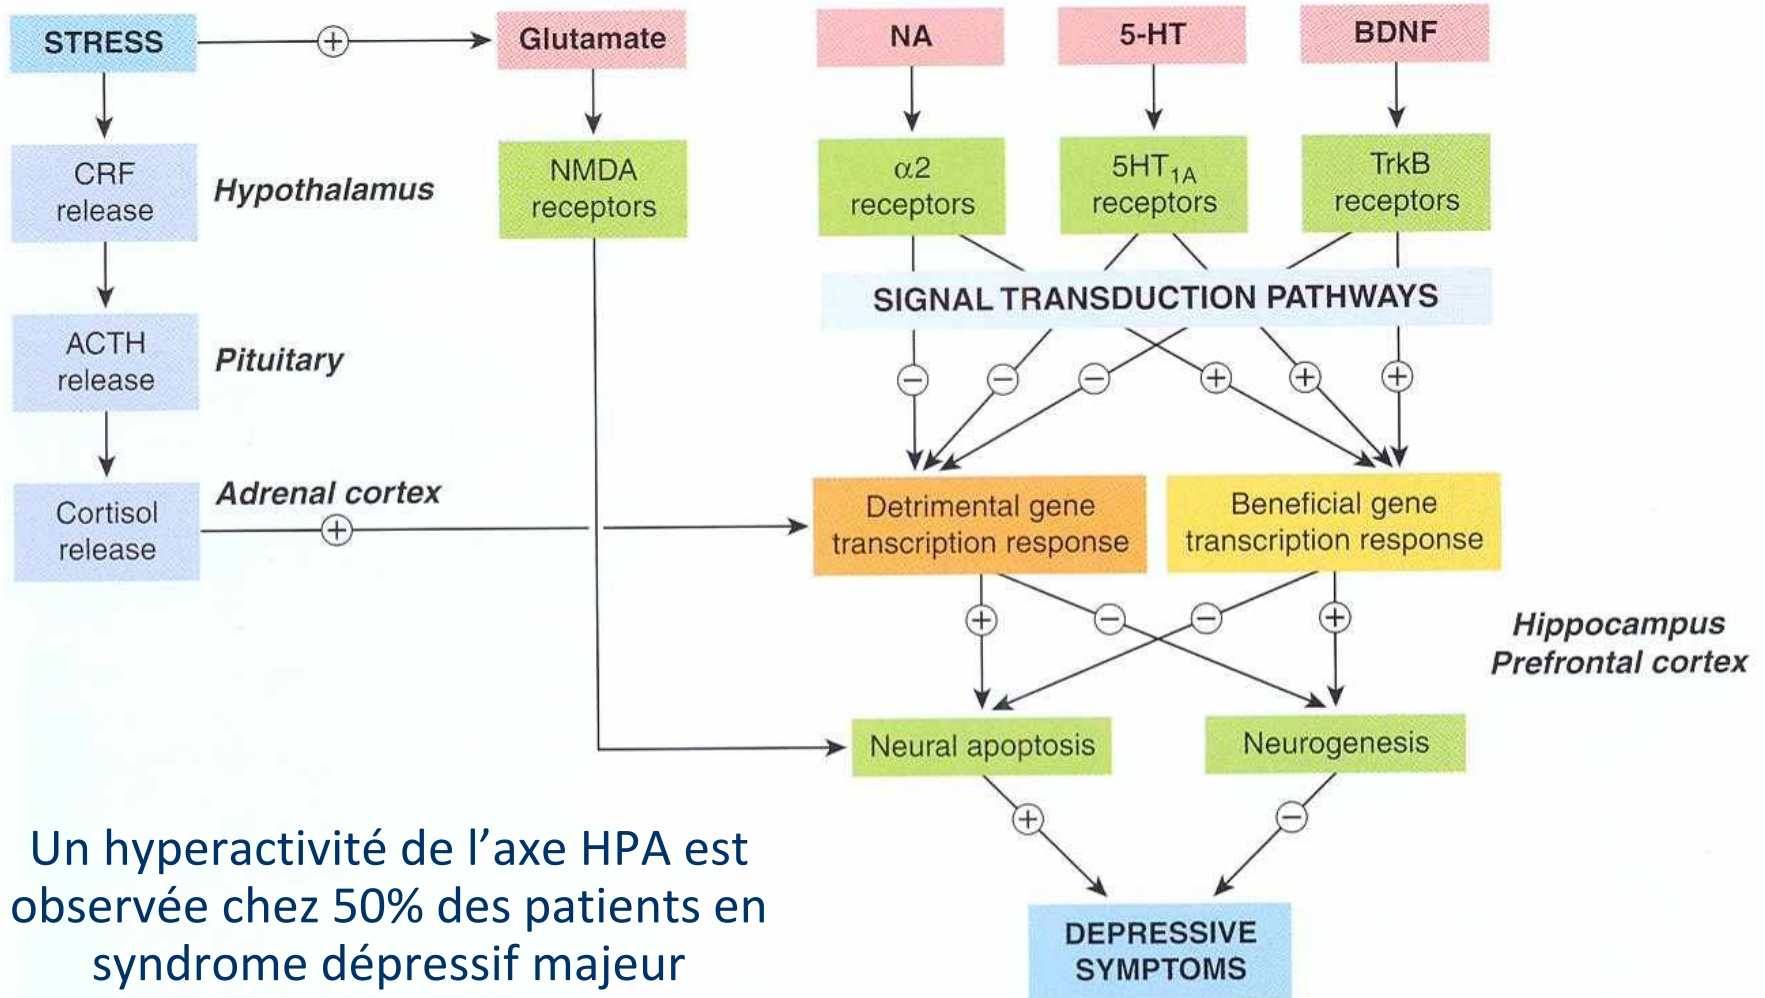 STRESS
+
Glutamate
NA
5-HT
BDNF
CRF
release
Hypothalamus
NMDA
receptors
α2
receptors
5HT1A
receptors
TrkB
receptors
SIGNAL TRANSDUCTION PATHWAYS
ACTH
release
Pituitary
− − − + + +
Cortisol
release
Adrenal cortex
+
Detrimental gene
transcription response
Beneficial gene
transcription response
+ − − +
Hippocampus
Prefrontal cortex
Neural apoptosis
Neurogenesis
+ −
Un hyperactivité de l’axe HPA est
observée chez 50% des patients en
syndrome dépressif majeur
DEPRESSIVE
SYMPTOMS